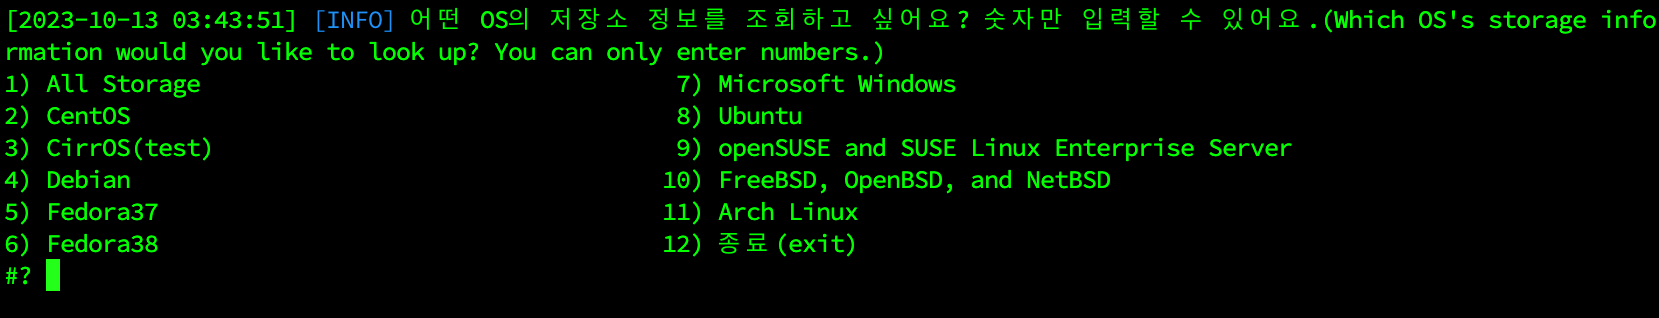 [2023-10-13 03:43:51] [INFO] 어떤 OS의 저장소 정보를 조회하고 싶어요? 숫자만 입력할 수 있어요.(Which OS's storage info
rmation would you like to look up? You can only enter numbers.)
1) All Storage 7) Microsoft Windows
2) CentOS 8) Ubuntu
3) CirrOS(test) 9) openSUSE and SUSE Linux Enterprise Server
4) Debian 10) FreeBSD, OpenBSD, and NetBSD
5) Fedora37 11) Arch Linux
6) Fedora38 12) 종료(exit)
#?